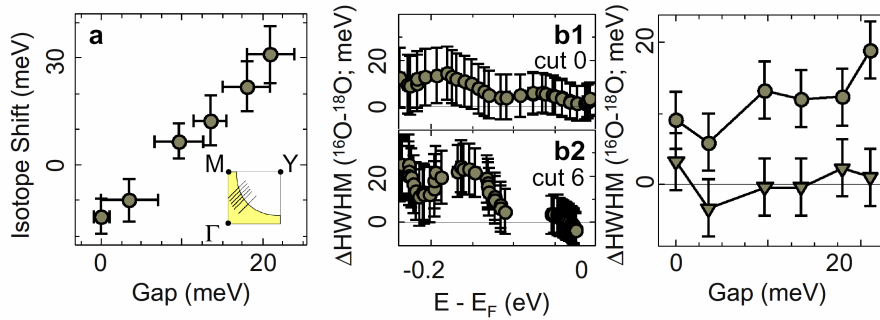 a
Isotope Shift (meV)
30
0
M
Y
Γ
0
20
Gap (meV)
ΔHWHM (¹⁶O-¹⁸O; meV)
b1
cut 0
20
0
b2
cut 6
20
0
-0.2
0
E - E_F (eV)
ΔHWHM (¹⁶O-¹⁸O; meV)
20
0
0
20
Gap (meV)